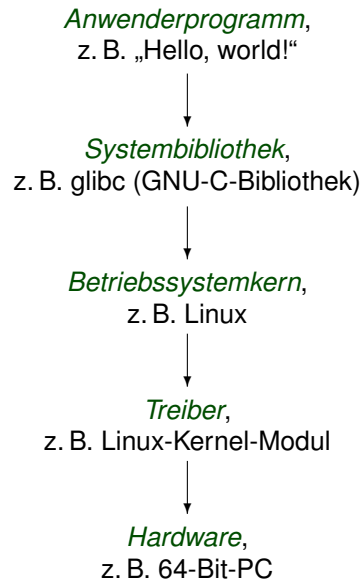 Anwenderprogramm,
z. B. „Hello, world!“
Systembibliothek,
z. B. glibc (GNU-C-Bibliothek)
Betriebssystemkern,
z. B. Linux
Treiber,
z. B. Linux-Kernel-Modul
Hardware,
z. B. 64-Bit-PC